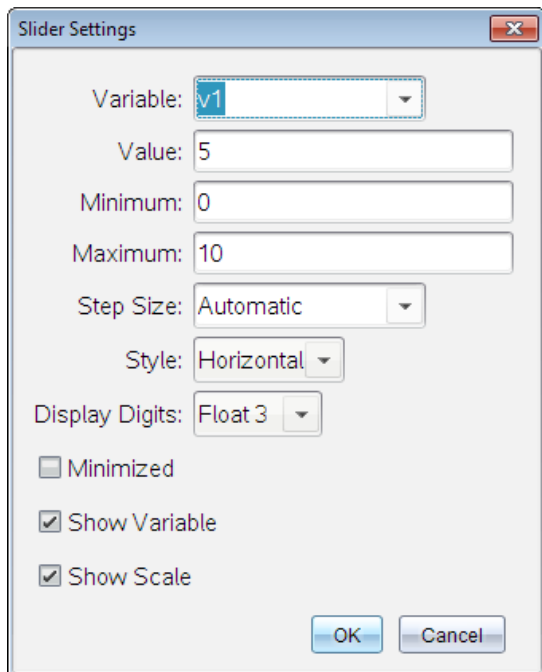 Slider Settings
Variable: v1
Value: 5
Minimum: 0
Maximum: 10
Step Size: Automatic
Style: Horizontal
Display Digits: Float 3
Minimized
Show Variable
Show Scale
OK Cancel